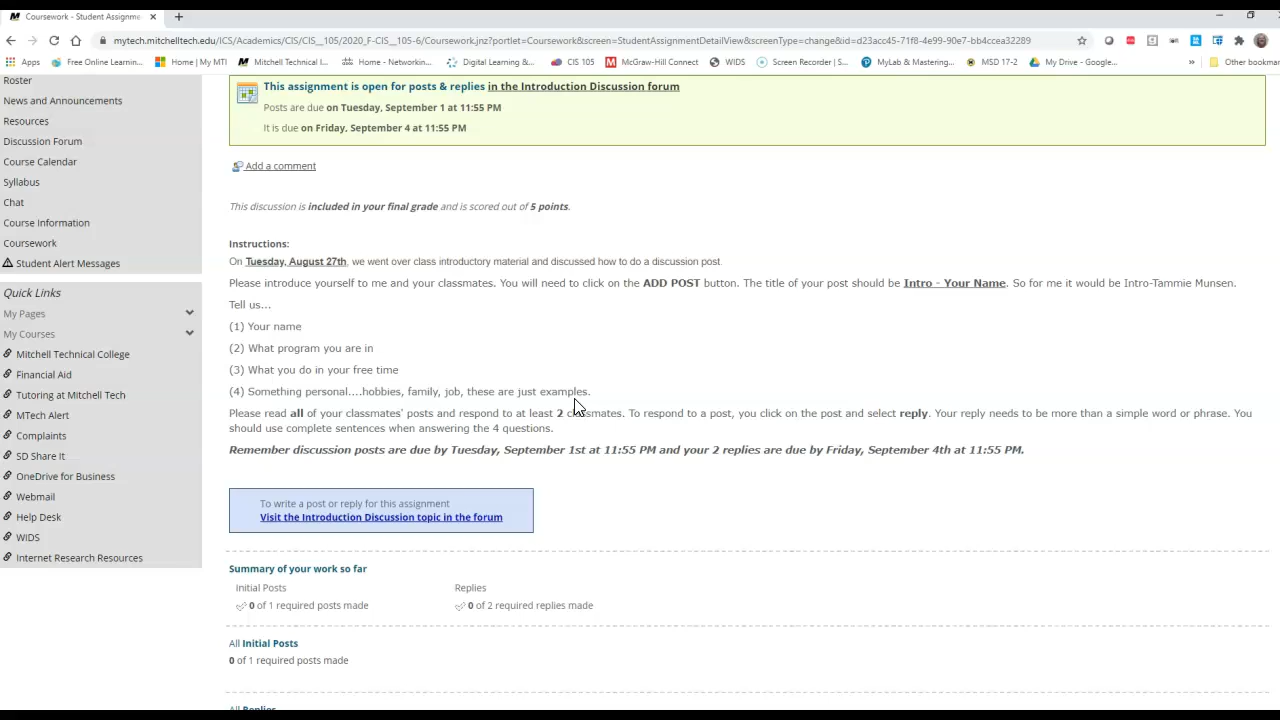 Coursework - Student Assignme
mytech.mitchelltech.edu/ICS/Academics/CIS/CIS__105/2020_F-CIS__105-6/Coursework.jnz?portlet=Coursework&screen=StudentAssignmentDetailView&screenType=change&id=d23acc45-71f8-4e99-90e7-bb4ccea32289
Apps Free Online Learnin... Home | My MTI Mitchell Technical I... Home - Networkin... Digital Learning &... CIS 105 McGraw-Hill Connect WIDS Screen Recorder | S... MyLab & Mastering... MSD 17-2 My Drive - Google... » Other bookmar
Roster
News and Announcements
Resources
Discussion Forum
Course Calendar
Syllabus
Chat
Course Information
Coursework
Student Alert Messages
Quick Links
My Pages
My Courses
Mitchell Technical College
Financial Aid
Tutoring at Mitchell Tech
MTech Alert
Complaints
SD Share It
OneDrive for Business
Webmail
Help Desk
WIDS
Internet Research Resources
This assignment is open for posts & replies in the Introduction Discussion forum
Posts are due on Tuesday, September 1 at 11:55 PM
It is due on Friday, September 4 at 11:55 PM
Add a comment
This discussion is included in your final grade and is scored out of 5 points.
Instructions:
On Tuesday, August 27th, we went over class introductory material and discussed how to do a discussion post.
Please introduce yourself to me and your classmates. You will need to click on the ADD POST button. The title of your post should be Intro - Your Name. So for me it would be Intro-Tammie Munsen.
Tell us...
(1) Your name
(2) What program you are in
(3) What you do in your free time
(4) Something personal....hobbies, family, job, these are just examples.
Please read all of your classmates' posts and respond to at least 2 classmates. To respond to a post, you click on the post and select reply. Your reply needs to be more than a simple word or phrase. You
should use complete sentences when answering the 4 questions.
Remember discussion posts are due by Tuesday, September 1st at 11:55 PM and your 2 replies are due by Friday, September 4th at 11:55 PM.
To write a post or reply for this assignment
Visit the Introduction Discussion topic in the forum
Summary of your work so far
Initial Posts Replies
0 of 1 required posts made 0 of 2 required replies made
All Initial Posts
0 of 1 required posts made
All Replies